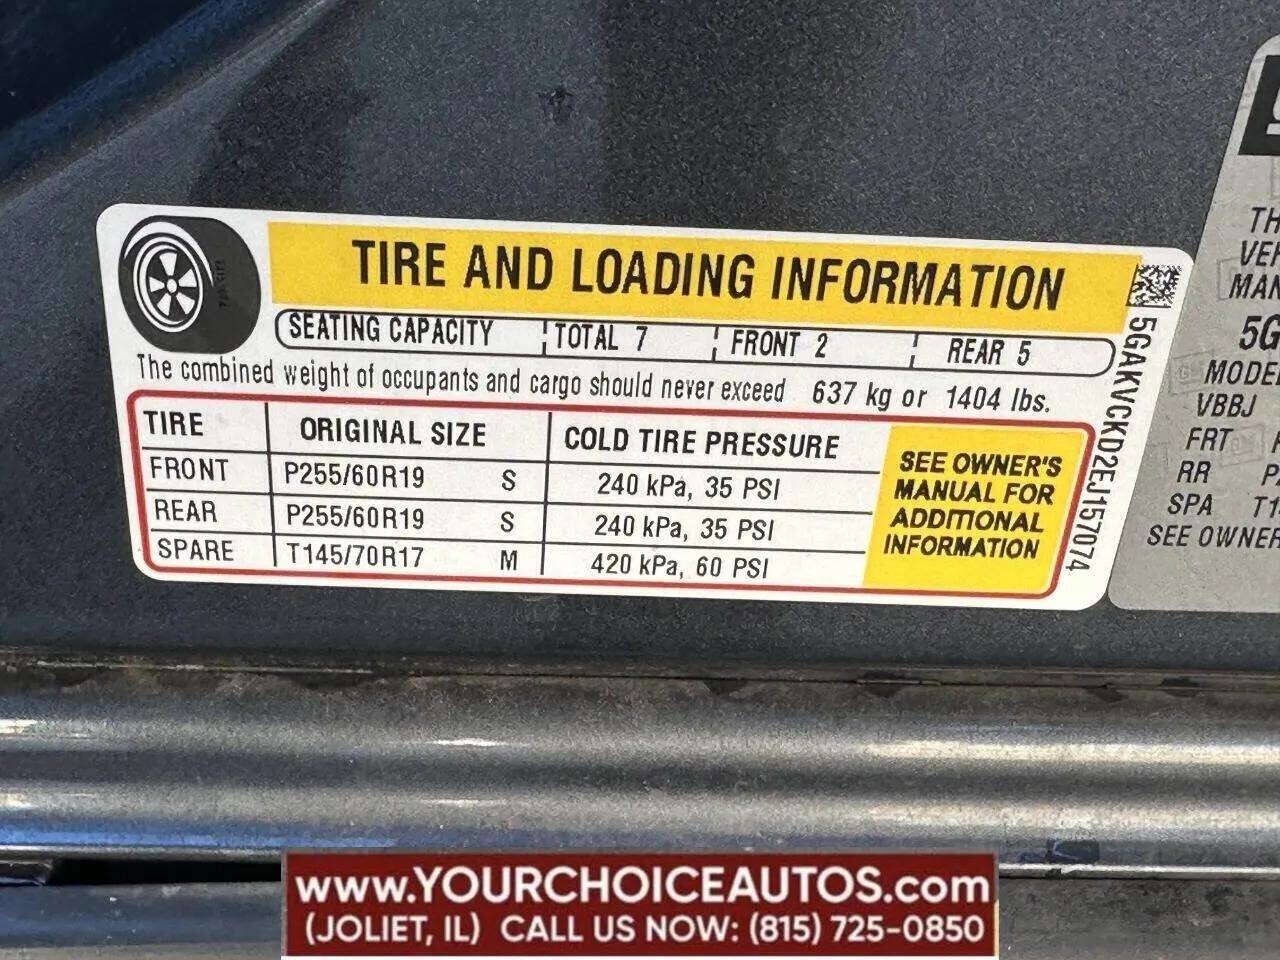 TIRE AND LOADING INFORMATION
SEATING CAPACITY TOTAL 7 FRONT 2 REAR 5
The combined weight of occupants and cargo should never exceed 637 kg or 1404 lbs.
TIRE ORIGINAL SIZE COLD TIRE PRESSURE
FRONT P255/60R19 S 240 kPa, 35 PSI
REAR P255/60R19 S 240 kPa, 35 PSI
SPARE T145/70R17 M 420 kPa, 60 PSI
SEE OWNER'S
MANUAL FOR
ADDITIONAL
INFORMATION
5GAKVCKD2EJ157074
TH
VEH
MAN
5G
MODEL
VBBJ
FRT
RR P
SPA T1
SEE OWNER
www.YOURCHOICEAUTOS.com
(JOLIET, IL) CALL US NOW: (815) 725-0850